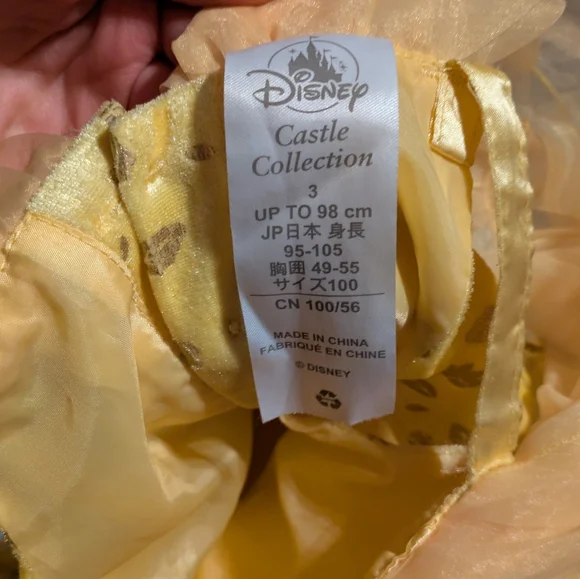 Disney
Castle
Collection
3
UP TO 98 cm
JP日本 身長
95-105
胸囲 49-55
サイズ100
CN 100/56
MADE IN CHINA
FABRIQUÉ EN CHINE
© DISNEY